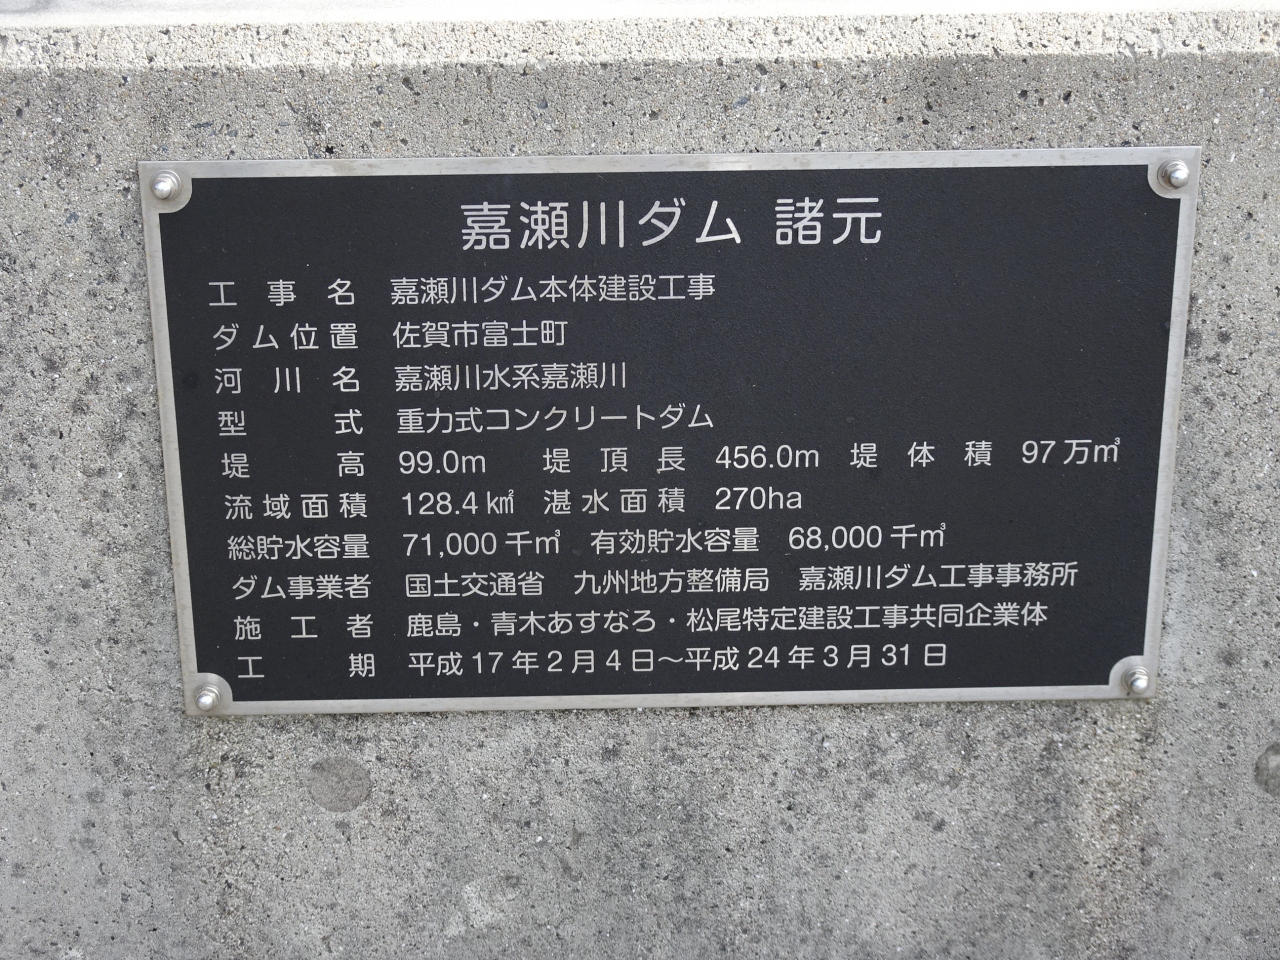 嘉瀬川ダム 諸元
工事名 嘉瀬川ダム本体建設工事
ダム位置 佐賀市富士町
河川名 嘉瀬川水系嘉瀬川
型式 重力式コンクリートダム
堤高 99.0m 堤頂長 456.0m 堤体積 97万㎥
流域面積 128.4㎢ 湛水面積 270ha
総貯水容量 71,000千㎥ 有効貯水容量 68,000千㎥
ダム事業者 国土交通省 九州地方整備局 嘉瀬川ダム工事事務所
施工者 鹿島・青木あすなろ・松尾特定建設工事共同企業体
工期 平成17年2月4日～平成24年3月31日